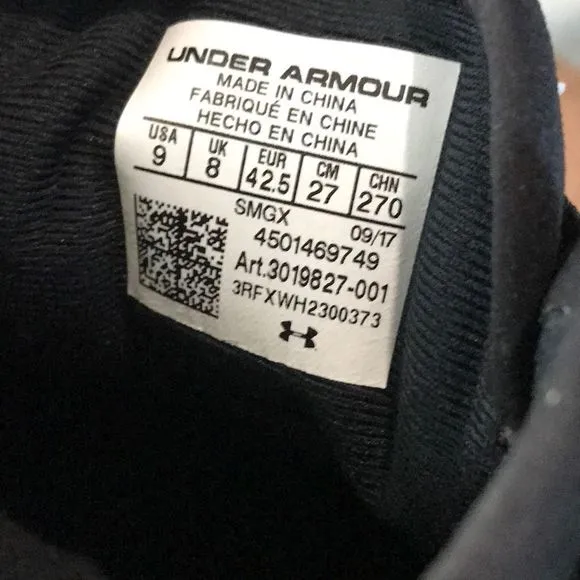 UNDER ARMOUR
MADE IN CHINA
FABRIQUÉ EN CHINE
HECHO EN CHINA
USA UK EUR CM CHN
9 8 42.5 27 270
SMGX 09/17
4501469749
Art.3019827-001
3RFXWH2300373